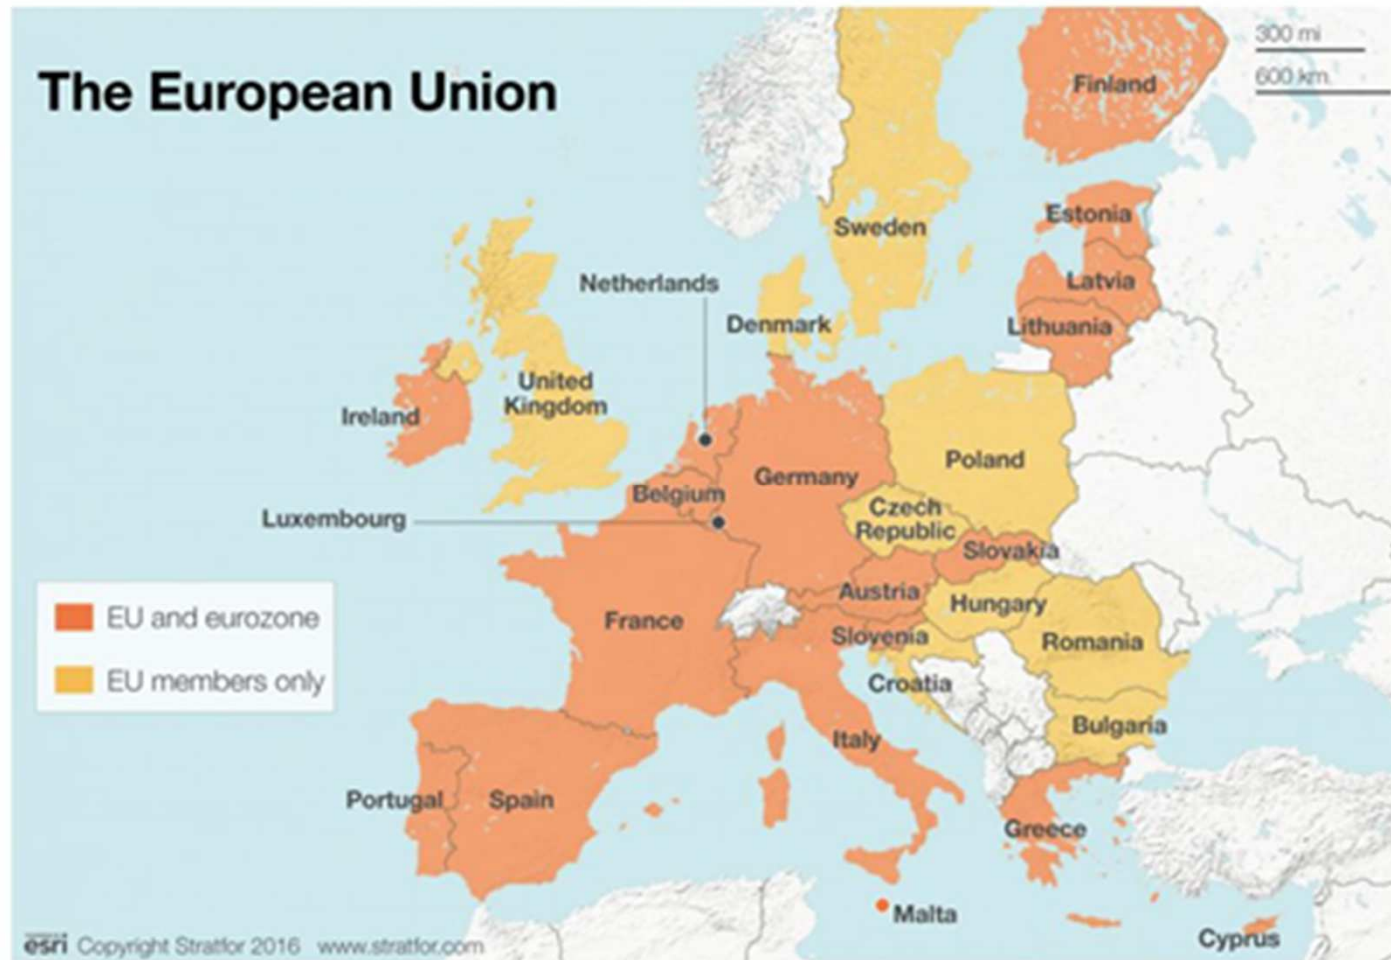 The European Union
300 mi
600 km
Finland
Estonia
Sweden
Latvia
Netherlands
Denmark
Lithuania
United
Kingdom
Ireland
Poland
Germany
Belgium
Czech
Republic
Luxembourg
Slovakia
Austria
Hungary
France
Slovenia
Romania
EU and eurozone
EU members only
Croatia
Bulgaria
Italy
Portugal
Spain
Greece
Malta
Cyprus
esri Copyright Stratfor 2016 www.stratfor.com